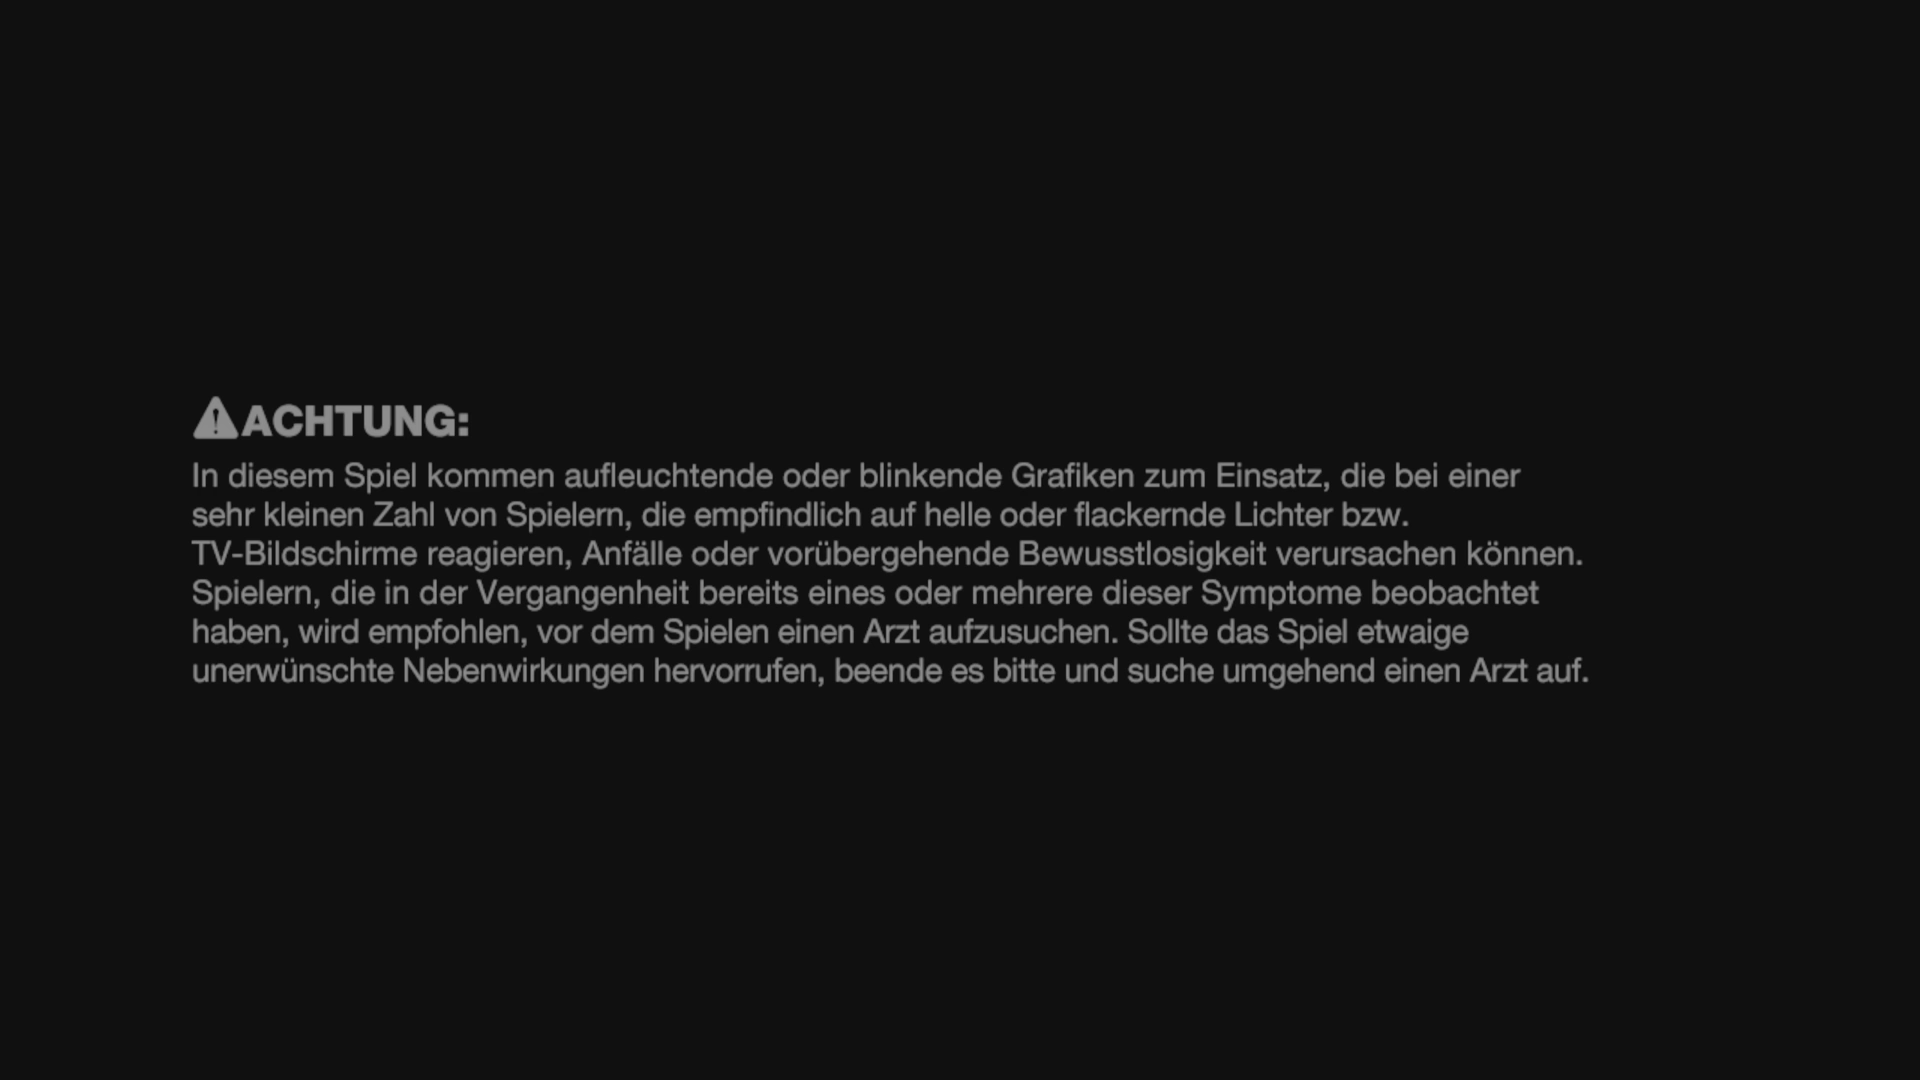 ACHTUNG:
In diesem Spiel kommen aufleuchtende oder blinkende Grafiken zum Einsatz, die bei einer
sehr kleinen Zahl von Spielern, die empfindlich auf helle oder flackernde Lichter bzw.
TV-Bildschirme reagieren, Anfälle oder vorübergehende Bewusstlosigkeit verursachen können.
Spielern, die in der Vergangenheit bereits eines oder mehrere dieser Symptome beobachtet
haben, wird empfohlen, vor dem Spielen einen Arzt aufzusuchen. Sollte das Spiel etwaige
unerwünschte Nebenwirkungen hervorrufen, beende es bitte und suche umgehend einen Arzt auf.